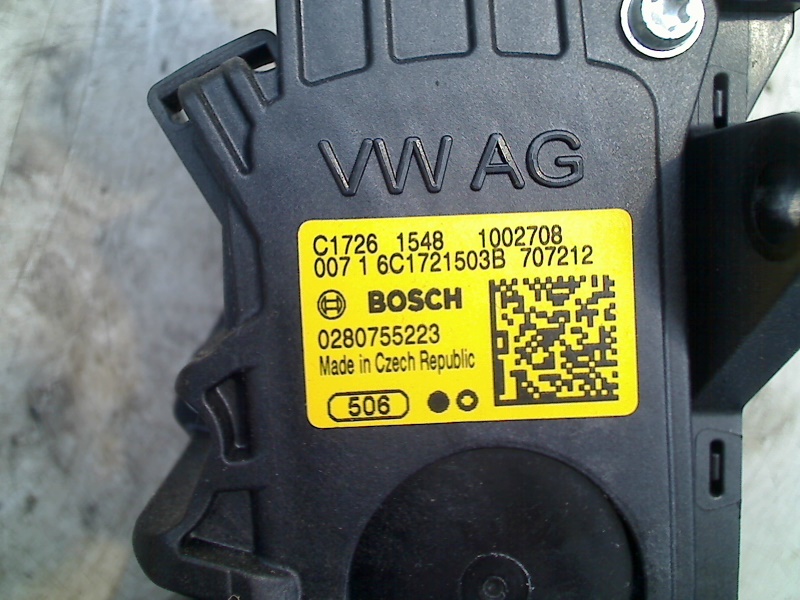 VW AG
C1726 1548 1002708
007 1 6C1721503B 707212
BOSCH
0280755223
Made in Czech Republic
506